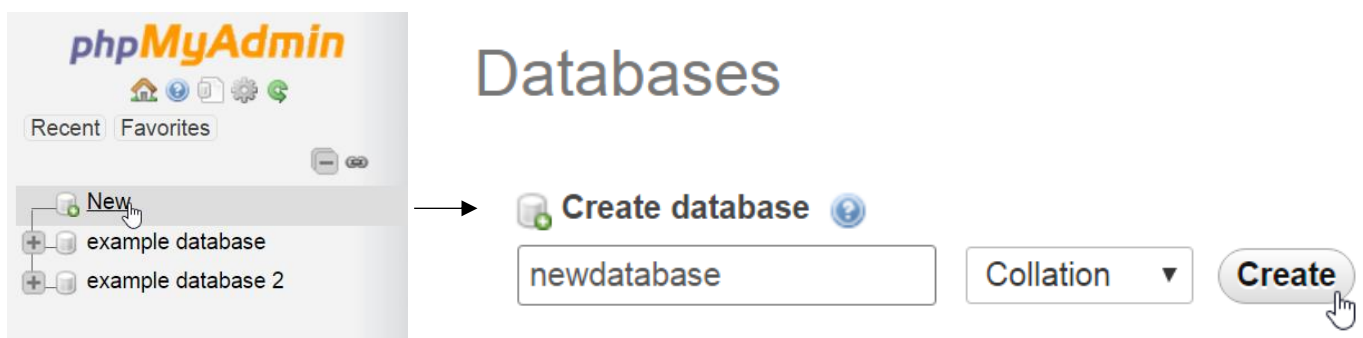 phpMyAdmin
Recent Favorites
New
example database
example database 2
Databases
Create database
newdatabase Collation Create